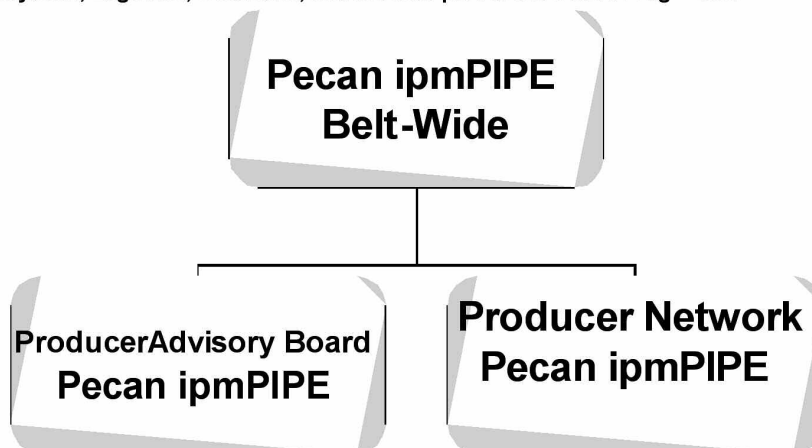 Pecan ipmPIPE
Belt-Wide
ProducerAdvisory Board
Pecan ipmPIPE
Producer Network
Pecan ipmPIPE